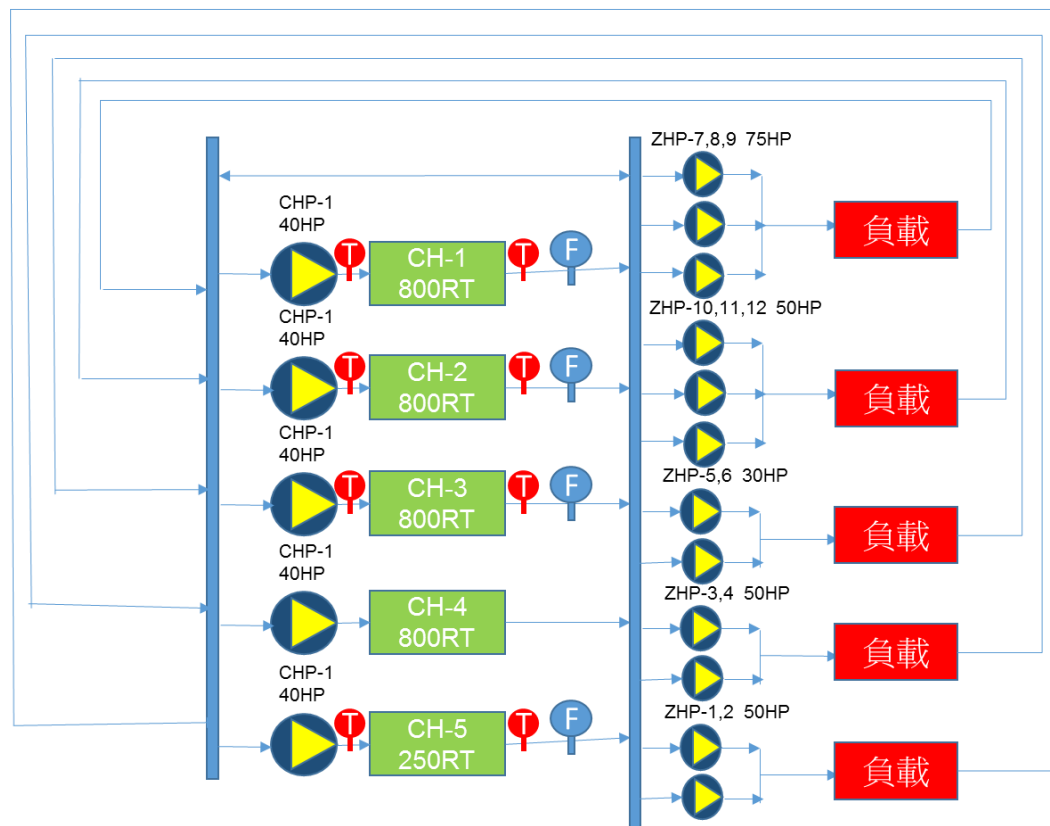 ZHP-7,8,9 75HP
CHP-1
40HP
T
CH-1
800RT
T
F
負載
CHP-1
40HP
T
CH-2
800RT
T
F
ZHP-10,11,12 50HP
負載
CHP-1
40HP
T
CH-3
800RT
T
F
ZHP-5,6 30HP
負載
CHP-1
40HP
CH-4
800RT
ZHP-3,4 50HP
負載
CHP-1
40HP
T
CH-5
250RT
T
F
ZHP-1,2 50HP
負載